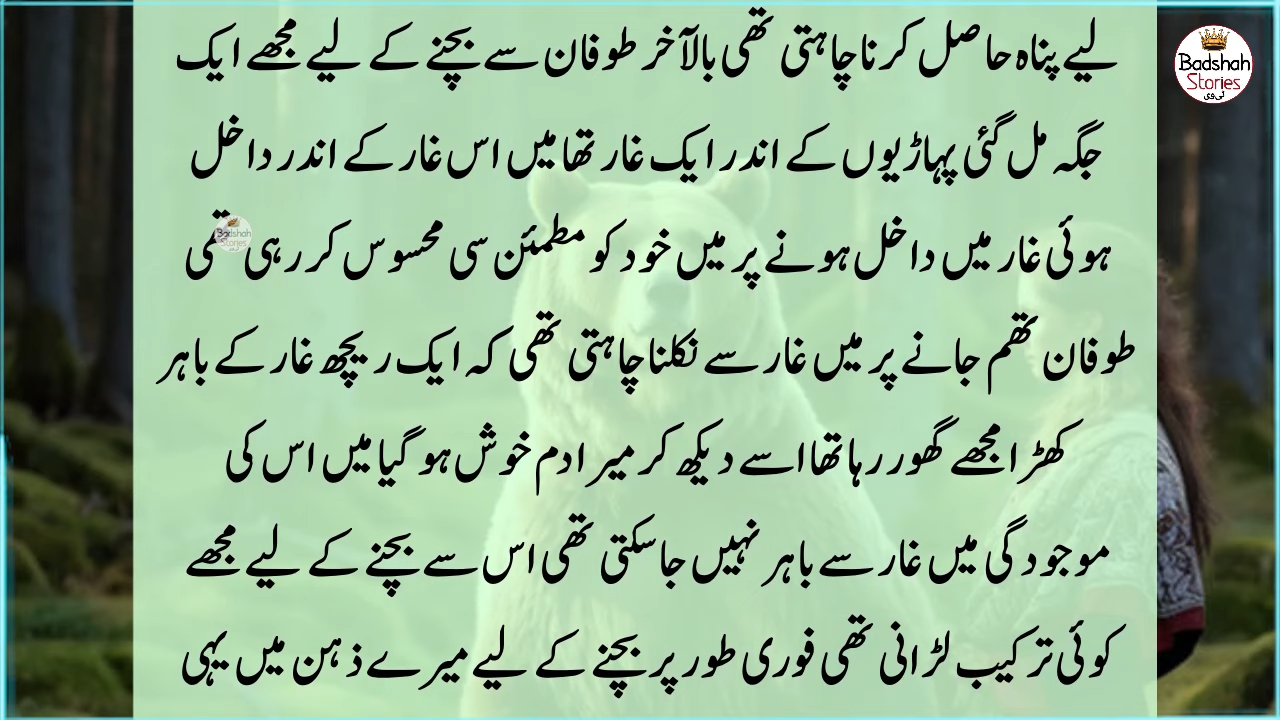 لیے پناہ حاصل کرنا چاہتی تھی بالآخر طوفان سے بچنے کے لیے مجھے ایک
جگہ مل گئی پہاڑیوں کے اندر ایک غار تھا میں اس غار کے اندر داخل
ہوئی غار میں داخل ہونے پر میں خود کو مطمئن سی محسوس کر رہی تھی
طوفان تھم جانے پر میں غار سے نکلنا چاہتی تھی کہ ایک ریچھ غار کے باہر
کھڑا مجھے گھور رہا تھا اسے دیکھ کر میرا دم خوش ہو گیا میں اس کی
موجودگی میں غار سے باہر نہیں جا سکتی تھی اس سے بچنے کے لیے مجھے
کوئی ترکیب لڑانی تھی فوری طور پر بچنے کے لیے میرے ذہن میں یہی
Badshah
Stories
ٹی وی
Badshah
Stories